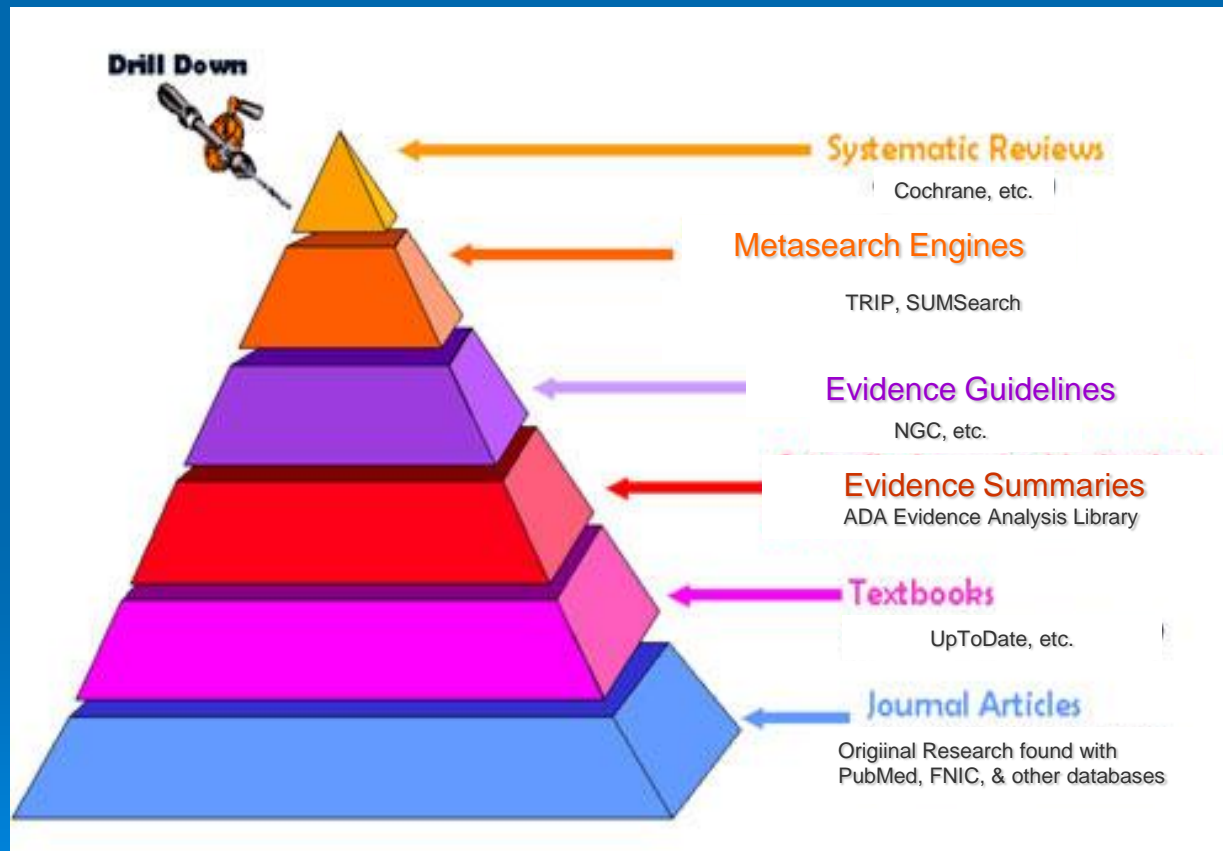 Drill Down
Systematic Reviews
Cochrane, etc.
Metasearch Engines
TRIP, SUMSearch
Evidence Guidelines
NGC, etc.
Evidence Summaries
ADA Evidence Analysis Library
Textbooks
UpToDate, etc.
Journal Articles
Origiinal Research found with
PubMed, FNIC, & other databases